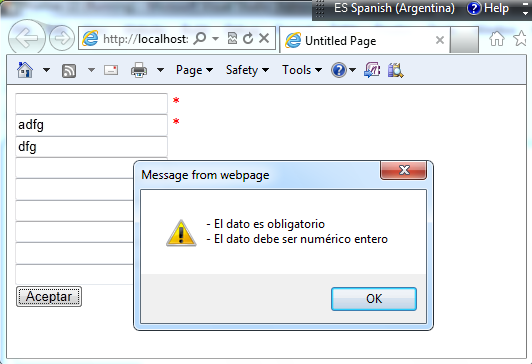 ES Spanish (Argentina) ? Help
http://localhost: Untitled Page
Page Safety Tools
*
adfg *
dfg
Message from webpage
- El dato es obligatorio
- El dato debe ser numérico entero
OK
Aceptar